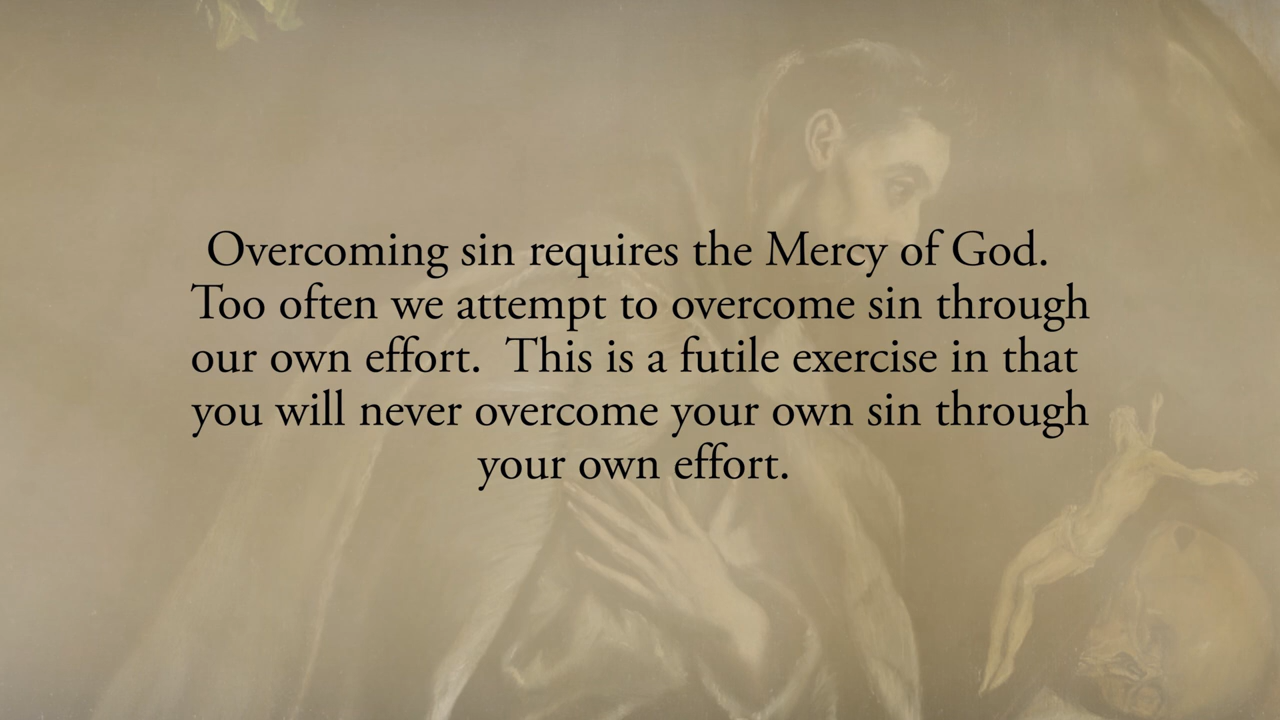 Overcoming sin requires the Mercy of God.
Too often we attempt to overcome sin through
our own effort.  This is a futile exercise in that
you will never overcome your own sin through
your own effort.